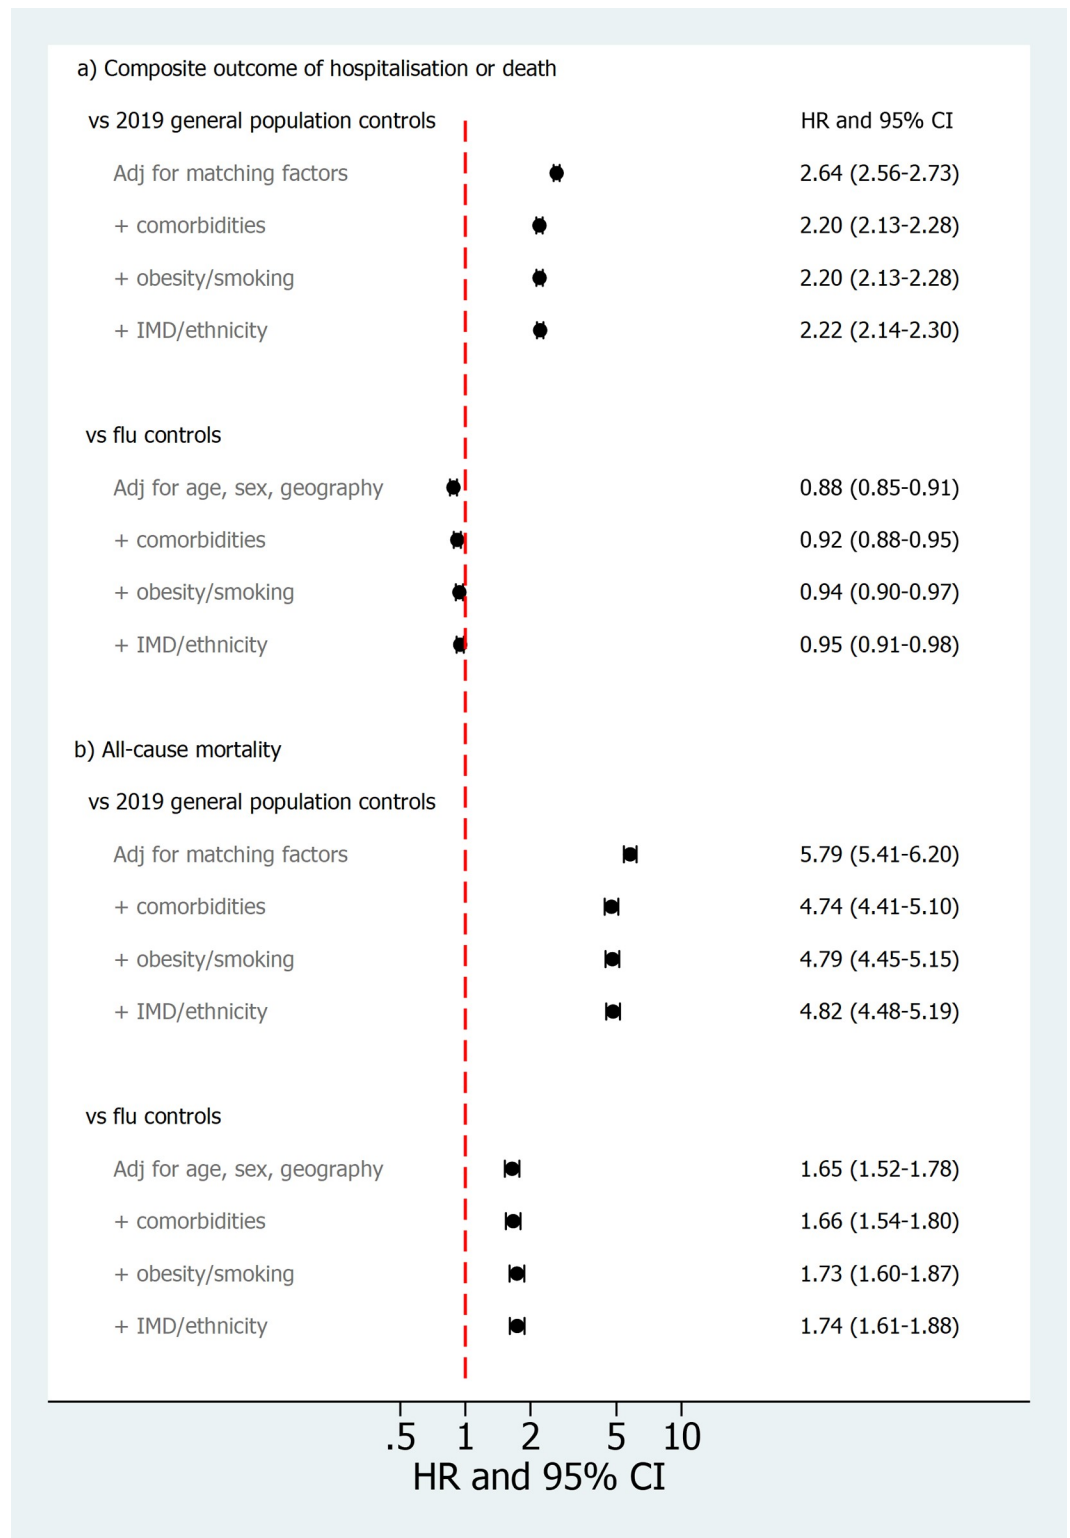 a) Composite outcome of hospitalisation or death
vs 2019 general population controls HR and 95% CI
Adj for matching factors 2.64 (2.56-2.73)
+ comorbidities 2.20 (2.13-2.28)
+ obesity/smoking 2.20 (2.13-2.28)
+ IMD/ethnicity 2.22 (2.14-2.30)
vs flu controls
Adj for age, sex, geography 0.88 (0.85-0.91)
+ comorbidities 0.92 (0.88-0.95)
+ obesity/smoking 0.94 (0.90-0.97)
+ IMD/ethnicity 0.95 (0.91-0.98)
b) All-cause mortality
vs 2019 general population controls
Adj for matching factors 5.79 (5.41-6.20)
+ comorbidities 4.74 (4.41-5.10)
+ obesity/smoking 4.79 (4.45-5.15)
+ IMD/ethnicity 4.82 (4.48-5.19)
vs flu controls
Adj for age, sex, geography 1.65 (1.52-1.78)
+ comorbidities 1.66 (1.54-1.80)
+ obesity/smoking 1.73 (1.60-1.87)
+ IMD/ethnicity 1.74 (1.61-1.88)
.5 1 2 5 10
HR and 95% CI